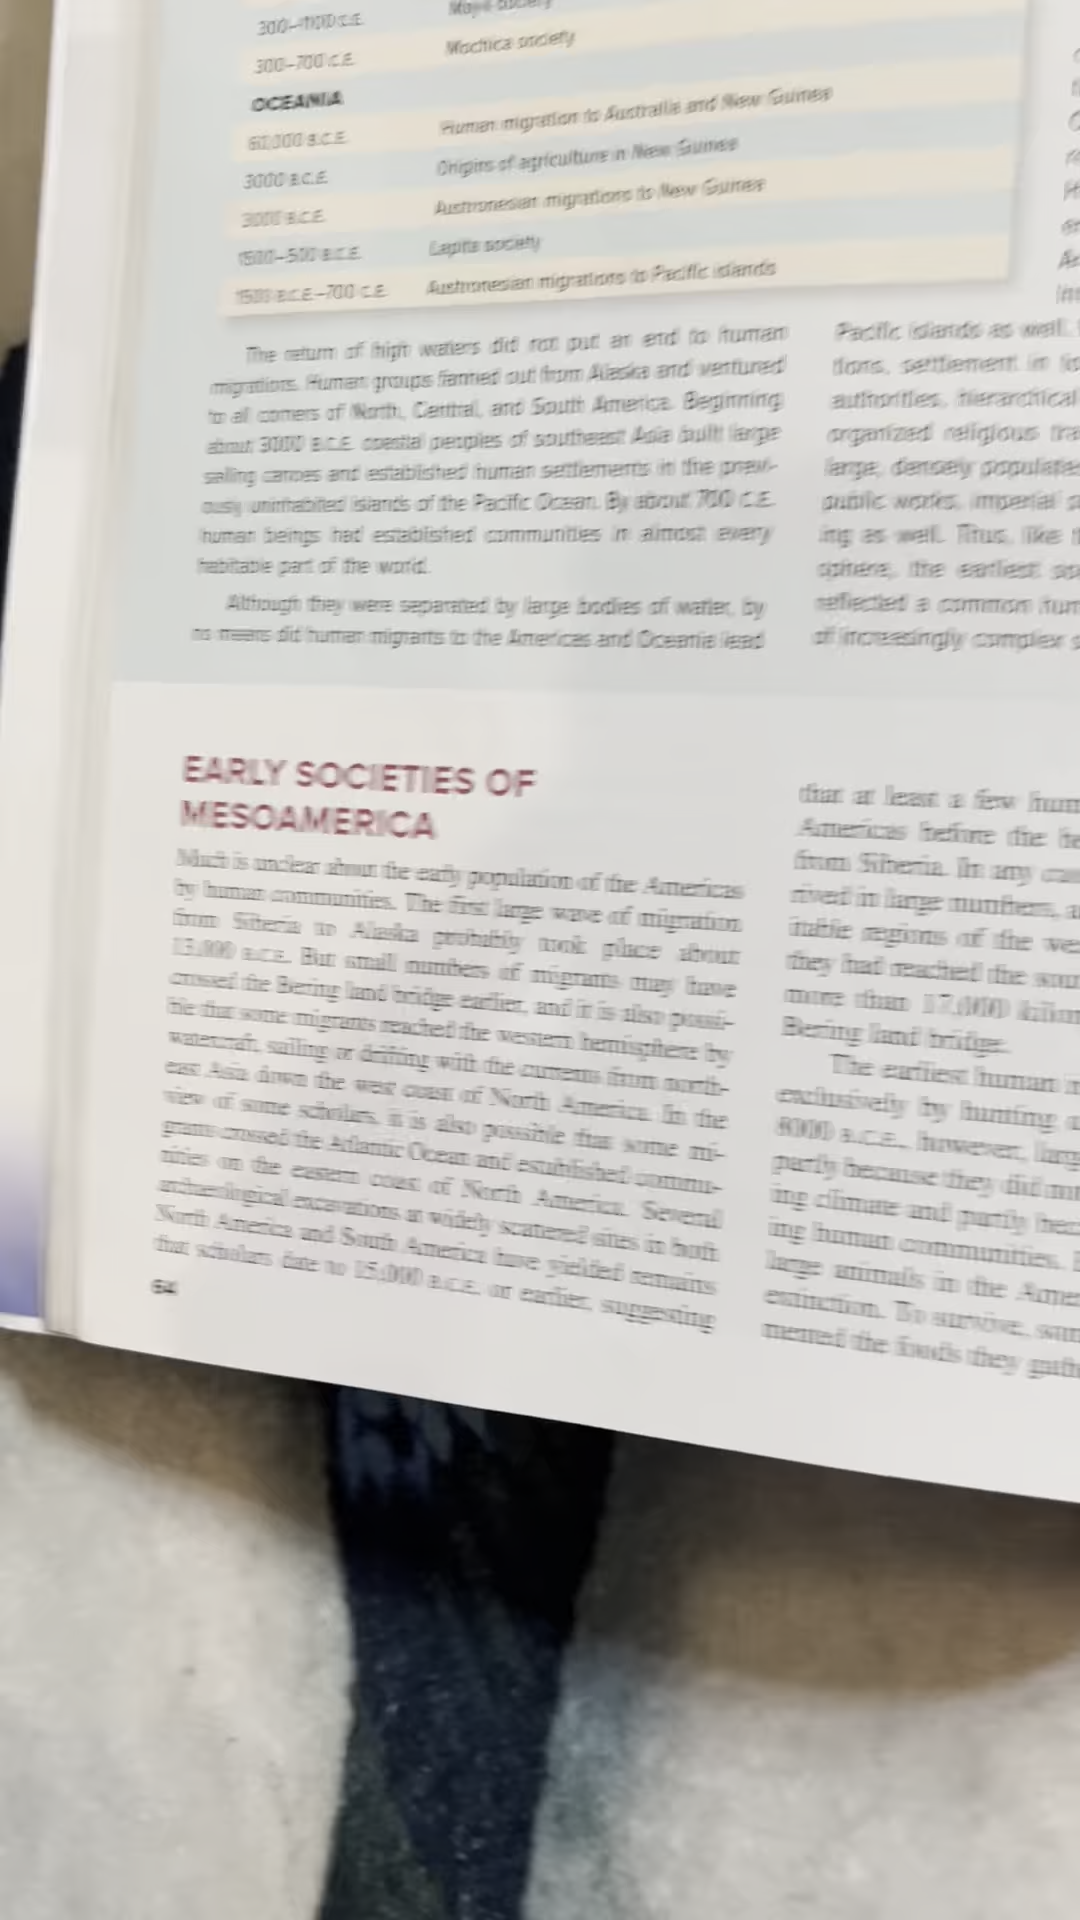 300–1100 C.E. Maya society
300–700 C.E. Mochica society
OCEANIA
60,000 B.C.E. Human migration to Australia and New Guinea
3000 B.C.E. Origins of agriculture in New Guinea
3000 B.C.E. Austronesian migrations to New Guinea
1500–500 B.C.E. Lapita society
1500 B.C.E.–700 C.E. Austronesian migrations to Pacific islands
The return of high waters did not put an end to human
migrations. Human groups fanned out from Alaska and ventured
to all corners of North, Central, and South America. Beginning
about 3000 B.C.E. coastal peoples of southeast Asia built large
sailing canoes and established human settlements in the previ-
ously uninhabited islands of the Pacific Ocean. By about 700 C.E.
human beings had established communities in almost every
habitable part of the world.
Although they were separated by large bodies of water, by
no means did human migrants to the Americas and Oceania lead
Pacific islands as well.
tions, settlement in
authorities, hierarchical
organized religious
large, densely
public works, imperial
ing as well. Thus, like
sphere, the earliest
reflected a common
of increasingly complex
EARLY SOCIETIES OF
MESOAMERICA
Much is unclear about the early population of the Americas
by human communities. The first large wave of migration
from Siberia to Alaska probably took place about
13,000 B.C.E. But small numbers of migrants may have
crossed the Bering land bridge earlier, and it is also possi-
ble that some migrants reached the western hemisphere by
watercraft, sailing or drifting with the currents from north-
east Asia down the west coast of North America. In the
view of some scholars, it is also possible that some mi-
grants crossed the Atlantic Ocean and established commu-
nities on the eastern coast of North America. Several
archaeological excavations at widely scattered sites in both
North America and South America have yielded remains
that scholars date to 15,000 B.C.E. or earlier, suggesting
64
that at least a few
Americas before the
from Siberia. In any
rived in large numbers,
itable regions of the
they had reached the
more than 17,000
Bering land bridge.
The earliest human
exclusively by hunting
8000 B.C.E., however,
partly because they did
ing climate and partly
ing human communities.
large animals in the
extinction. To survive,
mented the foods they